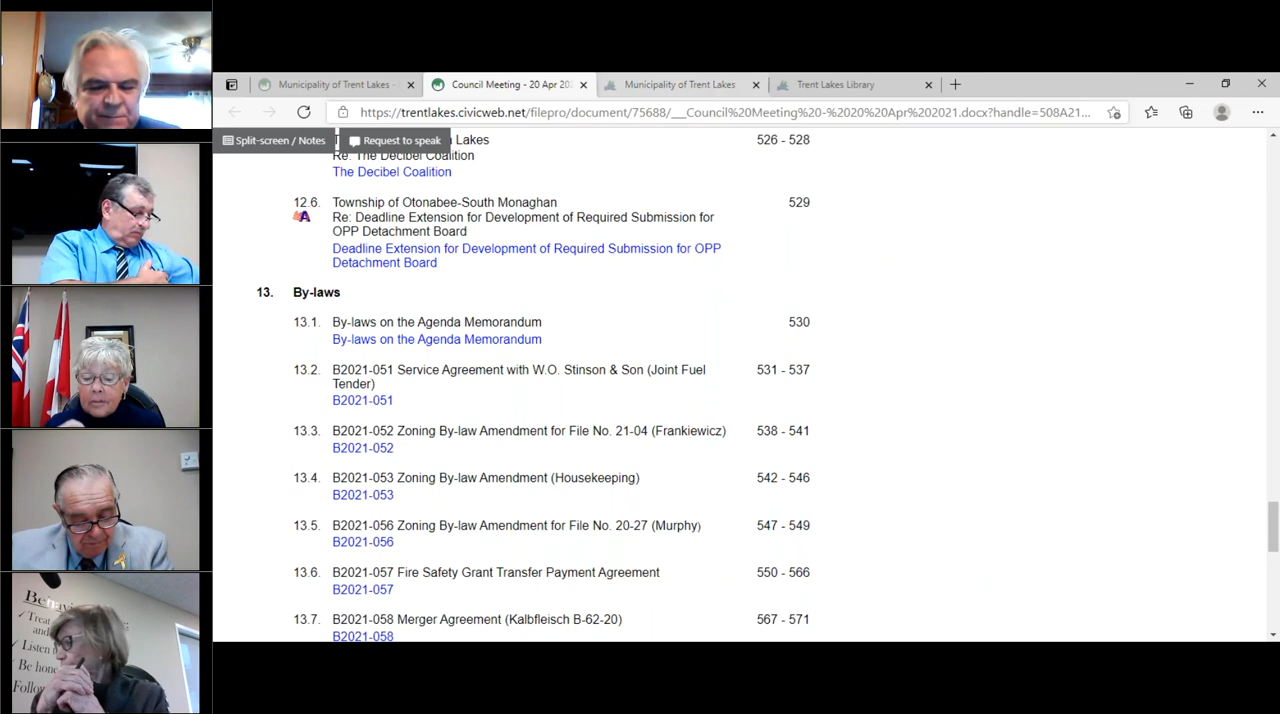 Municipality of Trent Lakes -
Council Meeting - 20 Apr 202
Municipality of Trent Lakes
Trent Lakes Library
https://trentlakes.civicweb.net/filepro/document/75688/__Council%20Meeting%20-%2020%20Apr%202021.docx?handle=508A21...
Split-screen / Notes
Request to speak
Lakes
526 - 528
Re: The Decibel Coalition
The Decibel Coalition
12.6. Township of Otonabee-South Monaghan 529
Re: Deadline Extension for Development of Required Submission for
OPP Detachment Board
Deadline Extension for Development of Required Submission for OPP
Detachment Board
13. By-laws
13.1. By-laws on the Agenda Memorandum 530
By-laws on the Agenda Memorandum
13.2. B2021-051 Service Agreement with W.O. Stinson & Son (Joint Fuel 531 - 537
Tender)
B2021-051
13.3. B2021-052 Zoning By-law Amendment for File No. 21-04 (Frankiewicz) 538 - 541
B2021-052
13.4. B2021-053 Zoning By-law Amendment (Housekeeping) 542 - 546
B2021-053
13.5. B2021-056 Zoning By-law Amendment for File No. 20-27 (Murphy) 547 - 549
B2021-056
13.6. B2021-057 Fire Safety Grant Transfer Payment Agreement 550 - 566
B2021-057
13.7. B2021-058 Merger Agreement (Kalbfleisch B-62-20) 567 - 571
B2021-058
Treat
and
Listen
Be hon
Follow